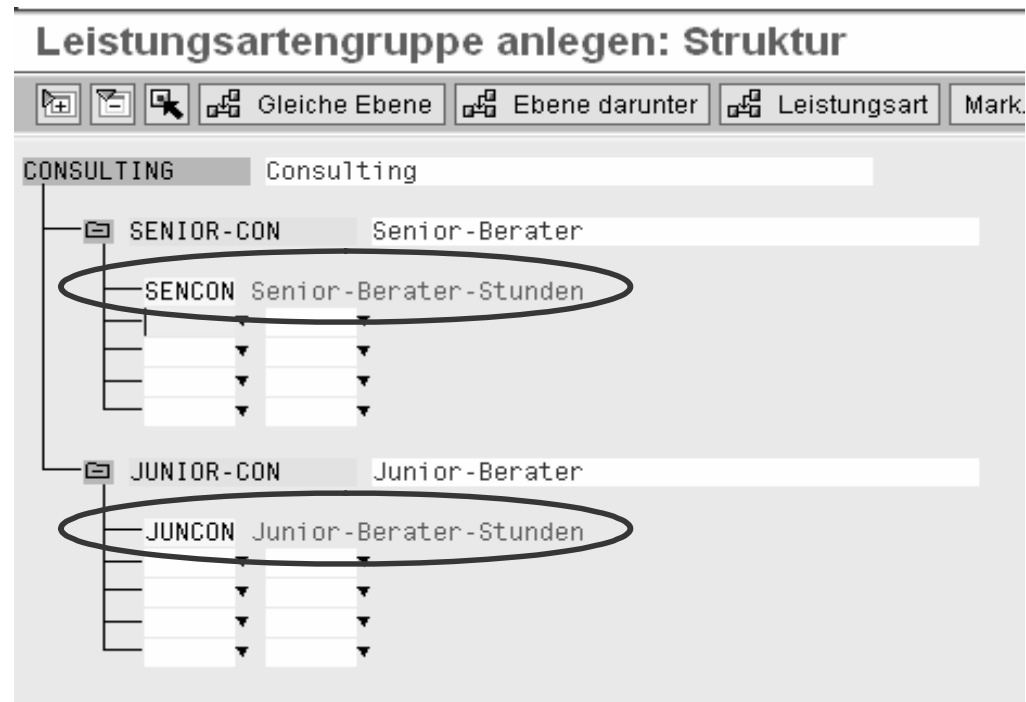 Leistungsartengruppe anlegen: Struktur
Gleiche Ebene Ebene darunter Leistungsart Mark.
CONSULTING Consulting
SENIOR-CON Senior-Berater
SENCON Senior-Berater-Stunden
JUNIOR-CON Junior-Berater
JUNCON Junior-Berater-Stunden